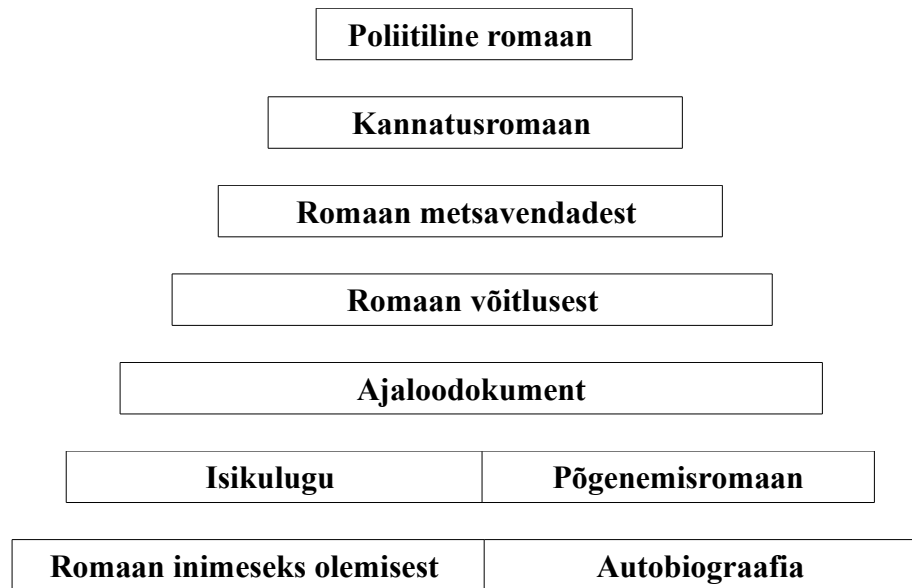 Poliitiline romaan
Kannatusromaan
Romaan metsavendadest
Romaan võitlusest
Ajaloodokument
Isikulugu
Põgenemisromaan
Romaan inimeseks olemisest
Autobiograafia